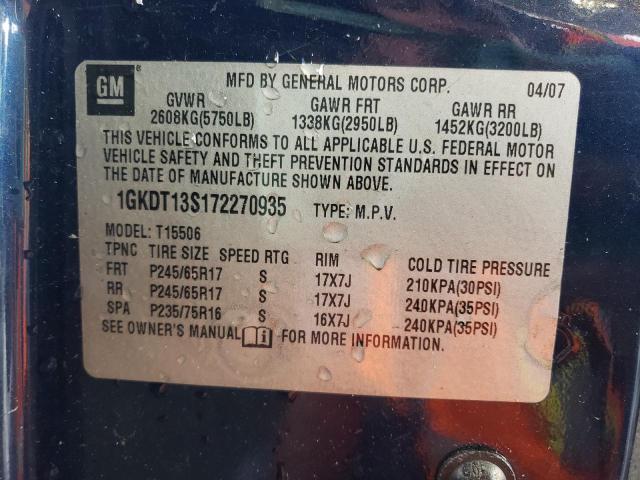 GM ® MFD BY GENERAL MOTORS CORP. 04/07
GVWR GAWR FRT GAWR RR
2608KG(5750LB) 1338KG(2950LB) 1452KG(3200LB)
THIS VEHICLE CONFORMS TO ALL APPLICABLE U.S. FEDERAL MOTOR
VEHICLE SAFETY AND THEFT PREVENTION STANDARDS IN EFFECT ON
THE DATE OF MANUFACTURE SHOWN ABOVE.
1GKDT13S172270935 TYPE: M.P.V.
MODEL: T15506
TPNC TIRE SIZE SPEED RTG RIM COLD TIRE PRESSURE
FRT P245/65R17 S 17X7J 210KPA(30PSI)
RR P245/65R17 S 17X7J 240KPA(35PSI)
SPA P235/75R16 S 16X7J 240KPA(35PSI)
SEE OWNER'S MANUAL FOR MORE INFORMATION.